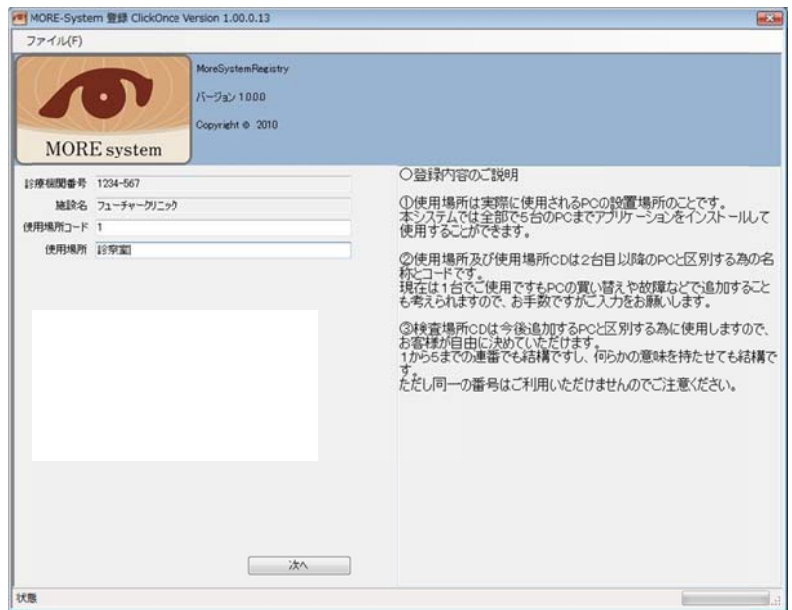 MORE-System 登録 ClickOnce Version 1.00.0.13
ファイル(F)
MORE system
MoreSystemRegistry
バージョン 1.0.0.0
Copyright © 2010
診療機関番号 1234-567
施設名 フューチャークリニック
使用場所コード 1
使用場所 診察室
○登録内容のご説明
①使用場所は実際に使用されるPCの設置場所のことです。
本システムでは全部で5台のPCまでアプリケーションをインストールして
使用することができます。
②使用場所及び使用場所CDは2台目以降のPCと区別する為の名
称とコードです。
現在は1台でご使用ですもPCの買い替えや故障などで追加すること
も考えられますので、お手数ですがご入力をお願いします。
③検査場所CDは今後追加するPCと区別する為に使用しますので、
お客様が自由に決めていただけます。
1から5までの連番でも結構ですし、何らかの意味を持たせても結構で
す。
ただし同一の番号はご利用いただけませんのでご注意ください。
次へ
状態